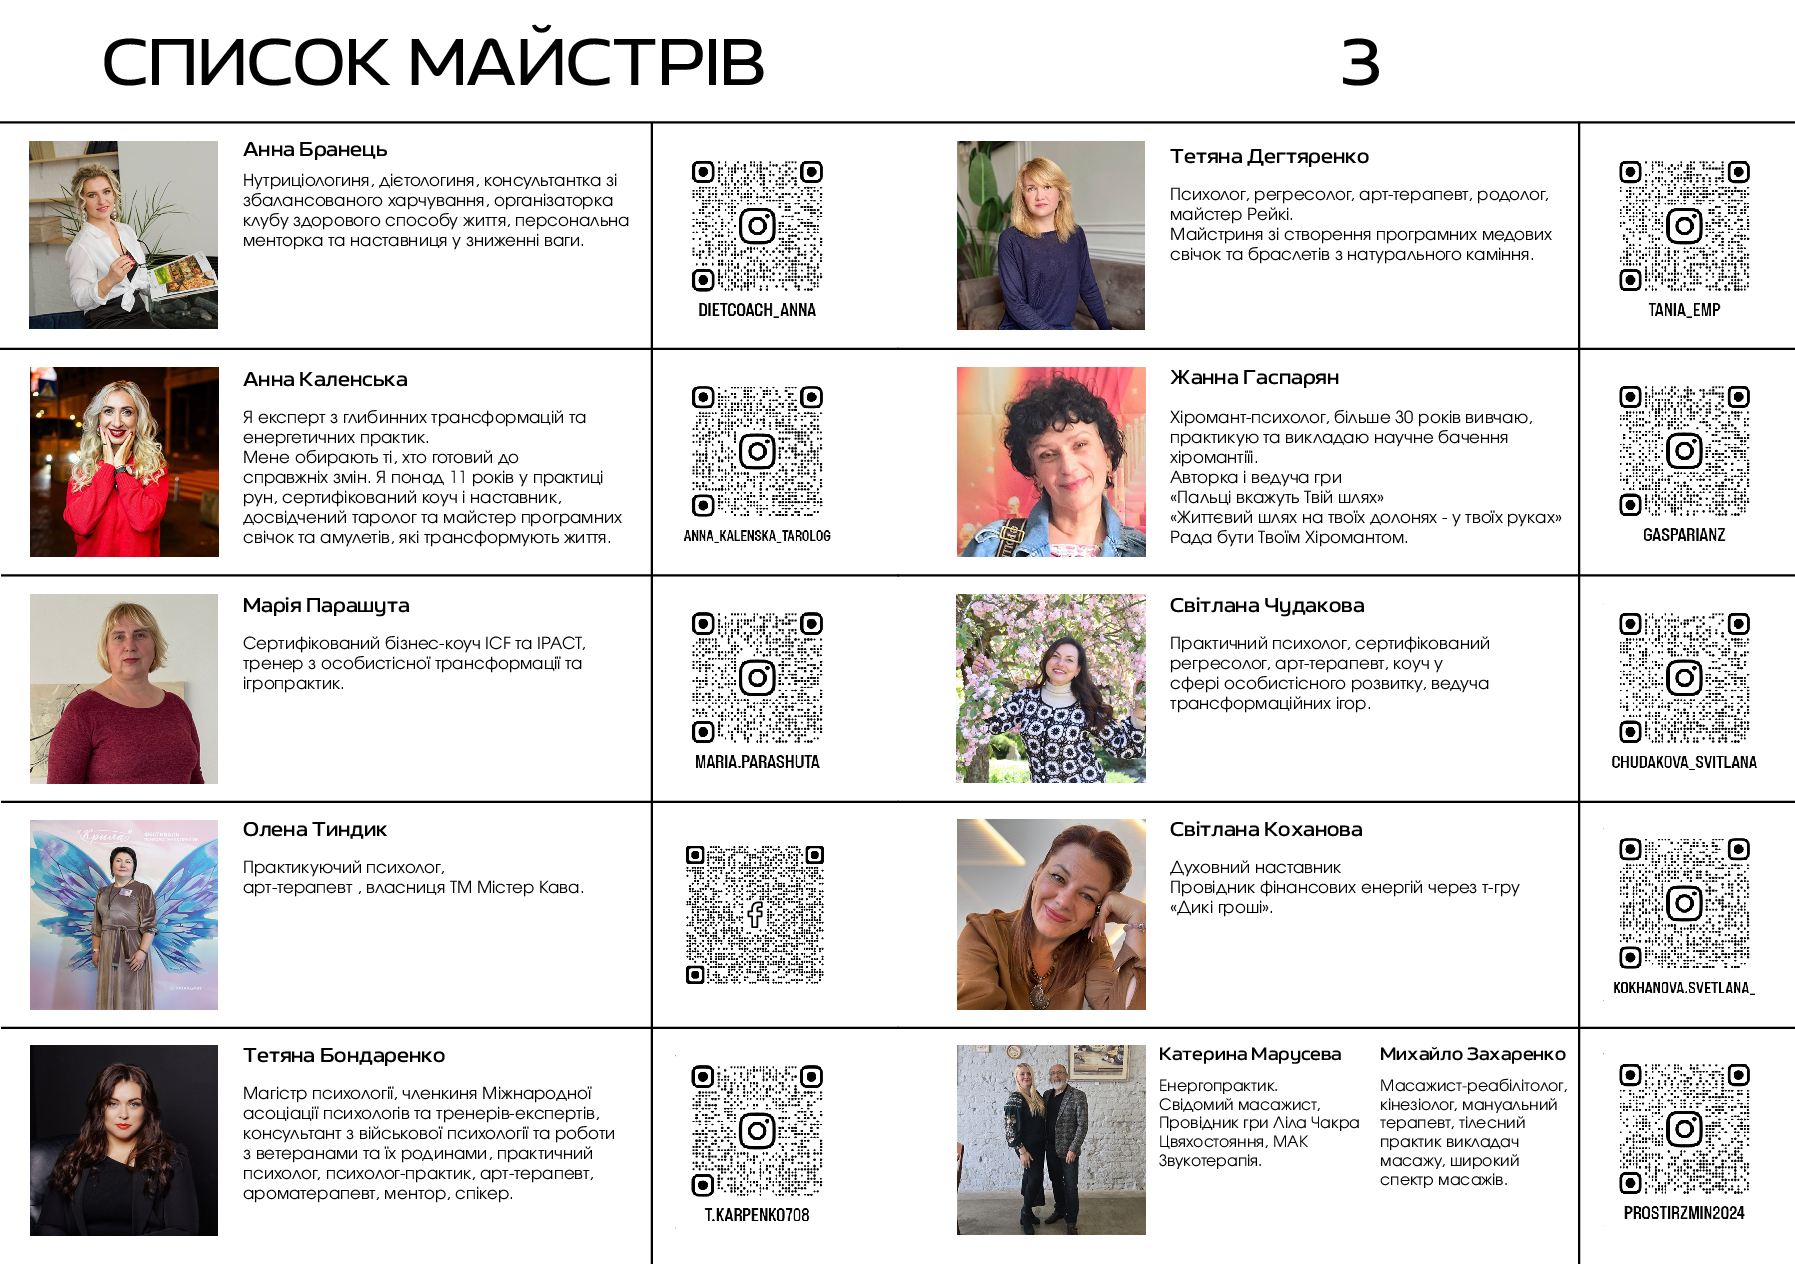 СПИСОК МАЙСТРІВ
3
Анна Бранець
Нутриціологиня, дієтологиня, консультантка зі
збалансованого харчування, організаторка
клубу здорового способу життя, персональна
менторка та наставниця у зниженні ваги.
DIETCOACH_ANNA
Тетяна Дегтяренко
Психолог, регресолог, арт-терапевт, родолог,
майстер Рейкі.
Майстриня зі створення програмних медових
свічок та браслетів з натурального каміння.
TANIA_EMP
Анна Каленська
Я експерт з глибинних трансформацій та
енергетичних практик.
Мене обирають ті, хто готовий до
справжніх змін. Я понад 11 років у практиці
рун, сертифікований коуч і наставник,
досвідчений таролог та майстер програмних
свічок та амулетів, які трансформують життя.
ANNA_KALENSKA_TAROLOG
Жанна Гаспарян
Хіромант-психолог, більше 30 років вивчаю,
практикую та викладаю научне бачення
хіромантіїї.
Авторка і ведуча гри
«Пальці вкажуть Твій шлях»
«Життєвий шлях на твоїх долонях - у твоїх руках»
Рада бути Твоїм Хіромантом.
GASPARIANZ
Марія Парашута
Сертифікований бізнес-коуч ICF та IPACT,
тренер з особистісної трансформації та
ігропрактик.
MARIA.PARASHUTA
Світлана Чудакова
Практичний психолог, сертифікований
регресолог, арт-терапевт, коуч у
сфері особистісного розвитку, ведуча
трансформаційних ігор.
CHUDAKOVA_SVITLANA
Крила
ФЕСТИВАЛЬ
Олена Тиндик
Практикуючий психолог,
арт-терапевт , власниця ТМ Містер Кава.
Світлана Коханова
Духовний наставник
Провідник фінансових енергій через т-гру
«Дикі гроші».
KOKHANOVA.SVETLANA_
Тетяна Бондаренко
Магістр психології, членкиня Міжнародної
асоціації психологів та тренерів-експертів,
консультант з військової психології та роботи
з ветеранами та їх родинами, практичний
психолог, психолог-практик, арт-терапевт,
ароматерапевт, ментор, спікер.
T.KARPENKO708
Катерина Марусева
Енергопрактик.
Свідомий масажист,
Провідник гри Ліла Чакра
Цвяхостояння, МАК
Звукотерапія.
Михайло Захаренко
Масажист-реабілітолог,
кінезіолог, мануальний
терапевт, тілесний
практик викладач
масажу, широкий
спектр масажів.
PROSTIRZMIN2024